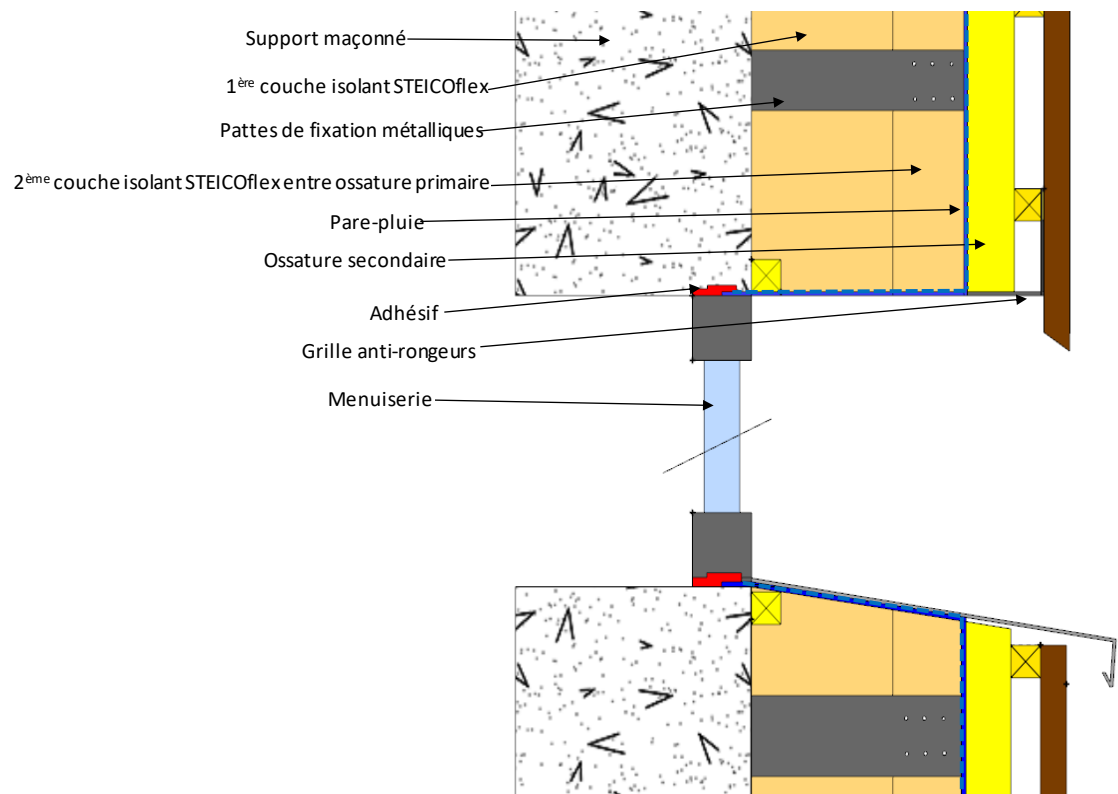 Support maçonné
1ère couche isolant STEICOflex
Pattes de fixation métalliques
2ème couche isolant STEICOflex entre ossature primaire
Pare-pluie
Ossature secondaire
Adhésif
Grille anti-rongeurs
Menuiserie